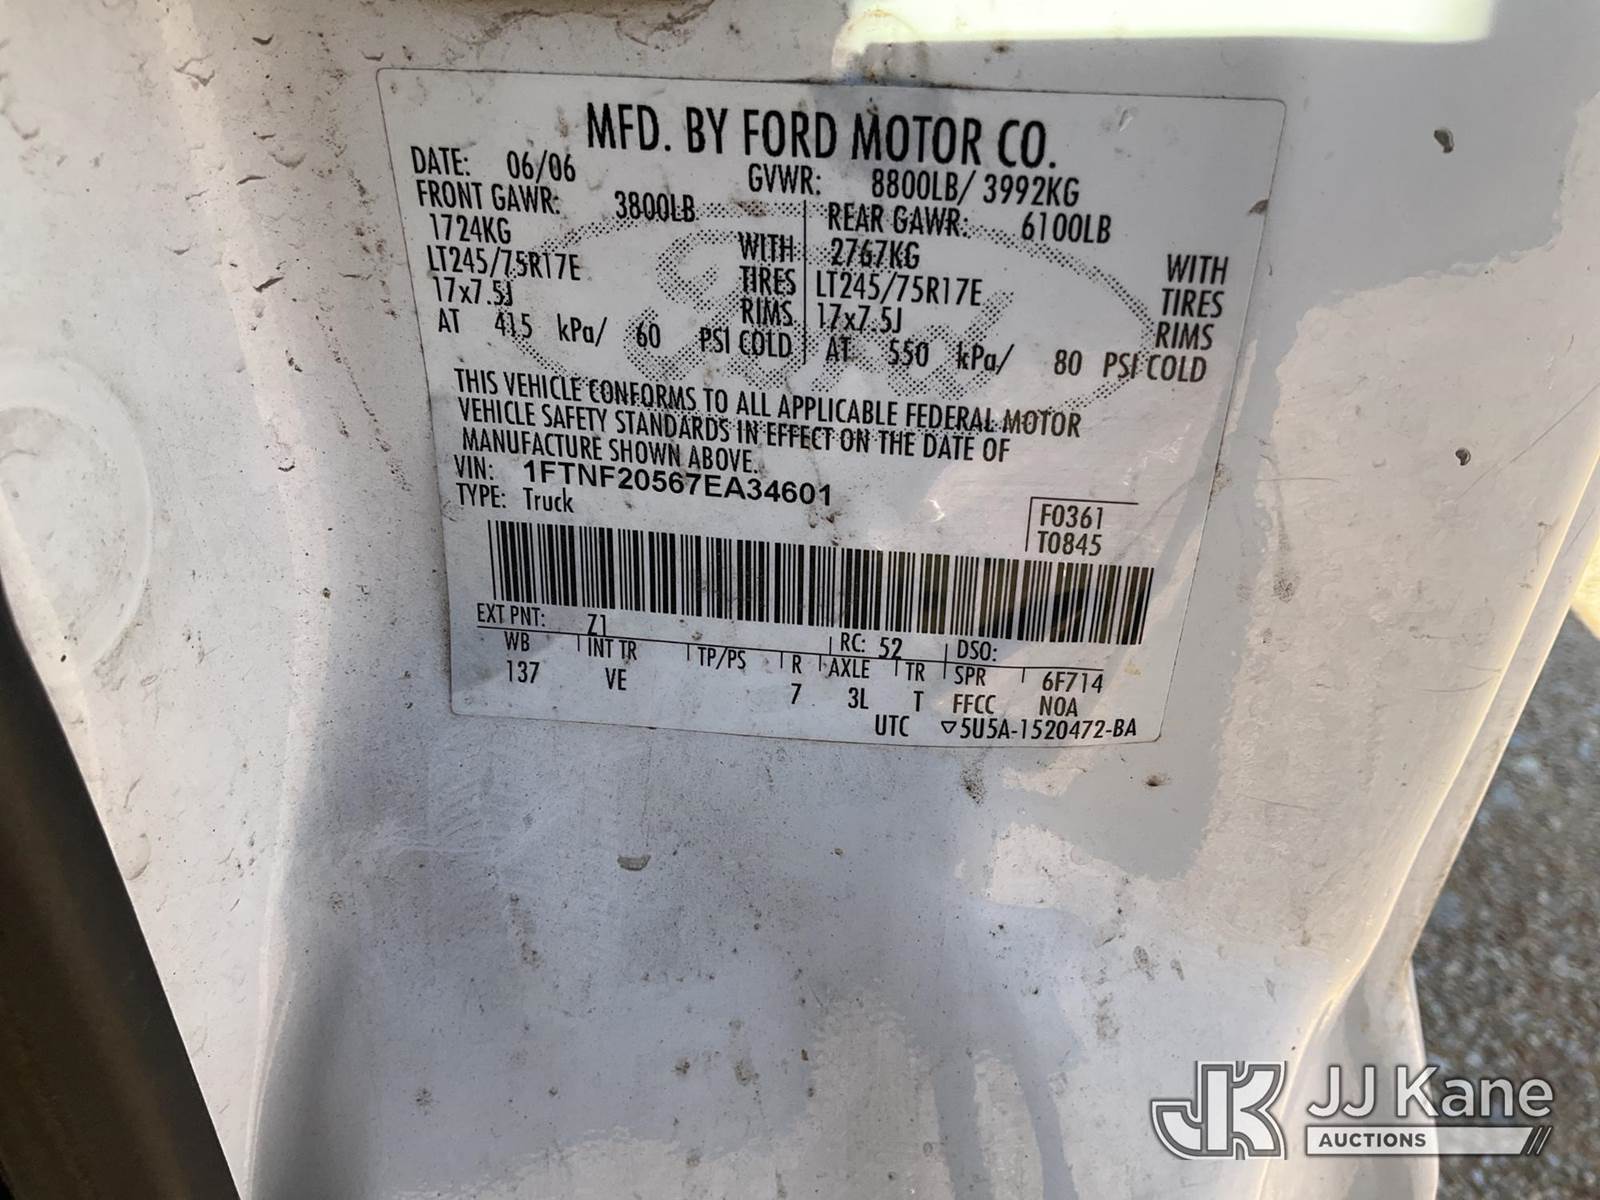 MFD. BY FORD MOTOR CO.
DATE: 06/06 GVWR: 8800LB/ 3992KG
FRONT GAWR: 3800LB REAR GAWR: 6100LB
1724KG WITH 2767KG WITH
LT245/75R17E TIRES LT245/75R17E TIRES
17x7.5J RIMS 17x7.5J RIMS
AT 415 kPa/ 60 PSI COLD AT 550 kPa/ 80 PSI COLD
THIS VEHICLE CONFORMS TO ALL APPLICABLE FEDERAL MOTOR
VEHICLE SAFETY STANDARDS IN EFFECT ON THE DATE OF
MANUFACTURE SHOWN ABOVE.
VIN: 1FTNF20567EA34601
TYPE: Truck
F0361
T0845
EXT PNT: Z1 RC: 52 DSO:
WB INT TR TP/PS R AXLE TR SPR 6F714
137 VE 7 3L T FFCC N0A
UTC ▽5U5A-1520472-BA
Ford
JK JJ Kane
AUCTIONS